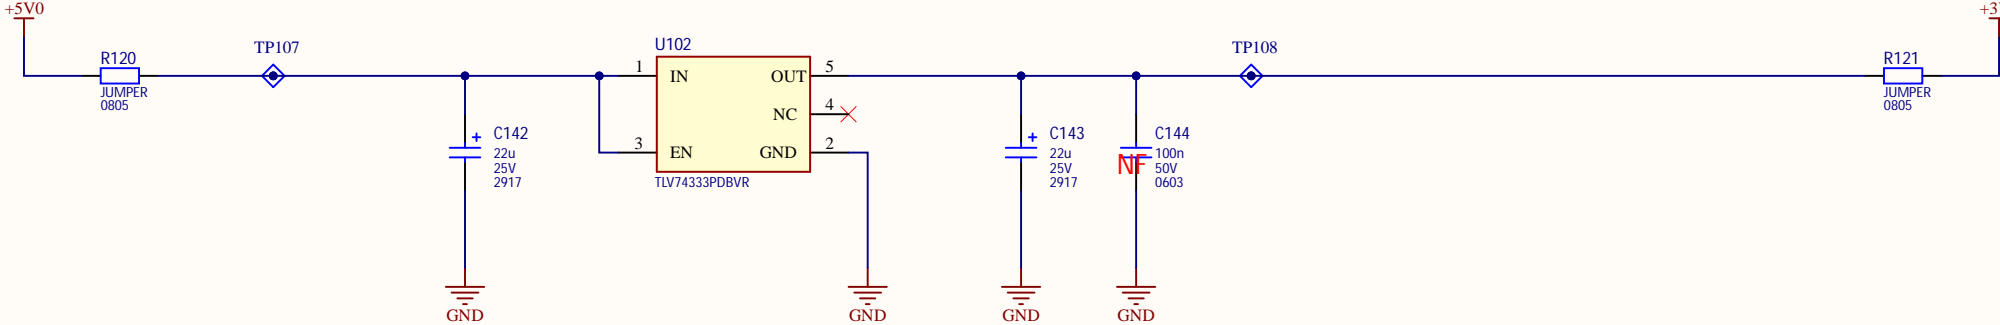 +5V0
R120
JUMPER
0805
TP107
C142
+
22u
25V
2917
GND
U102
1 IN
3 EN
OUT 5
NC 4
GND 2
TLV74333PDBVR
GND
C143
+
22u
25V
2917
GND
C144
100n
NF
50V
0603
GND
TP108
R121
JUMPER
0805